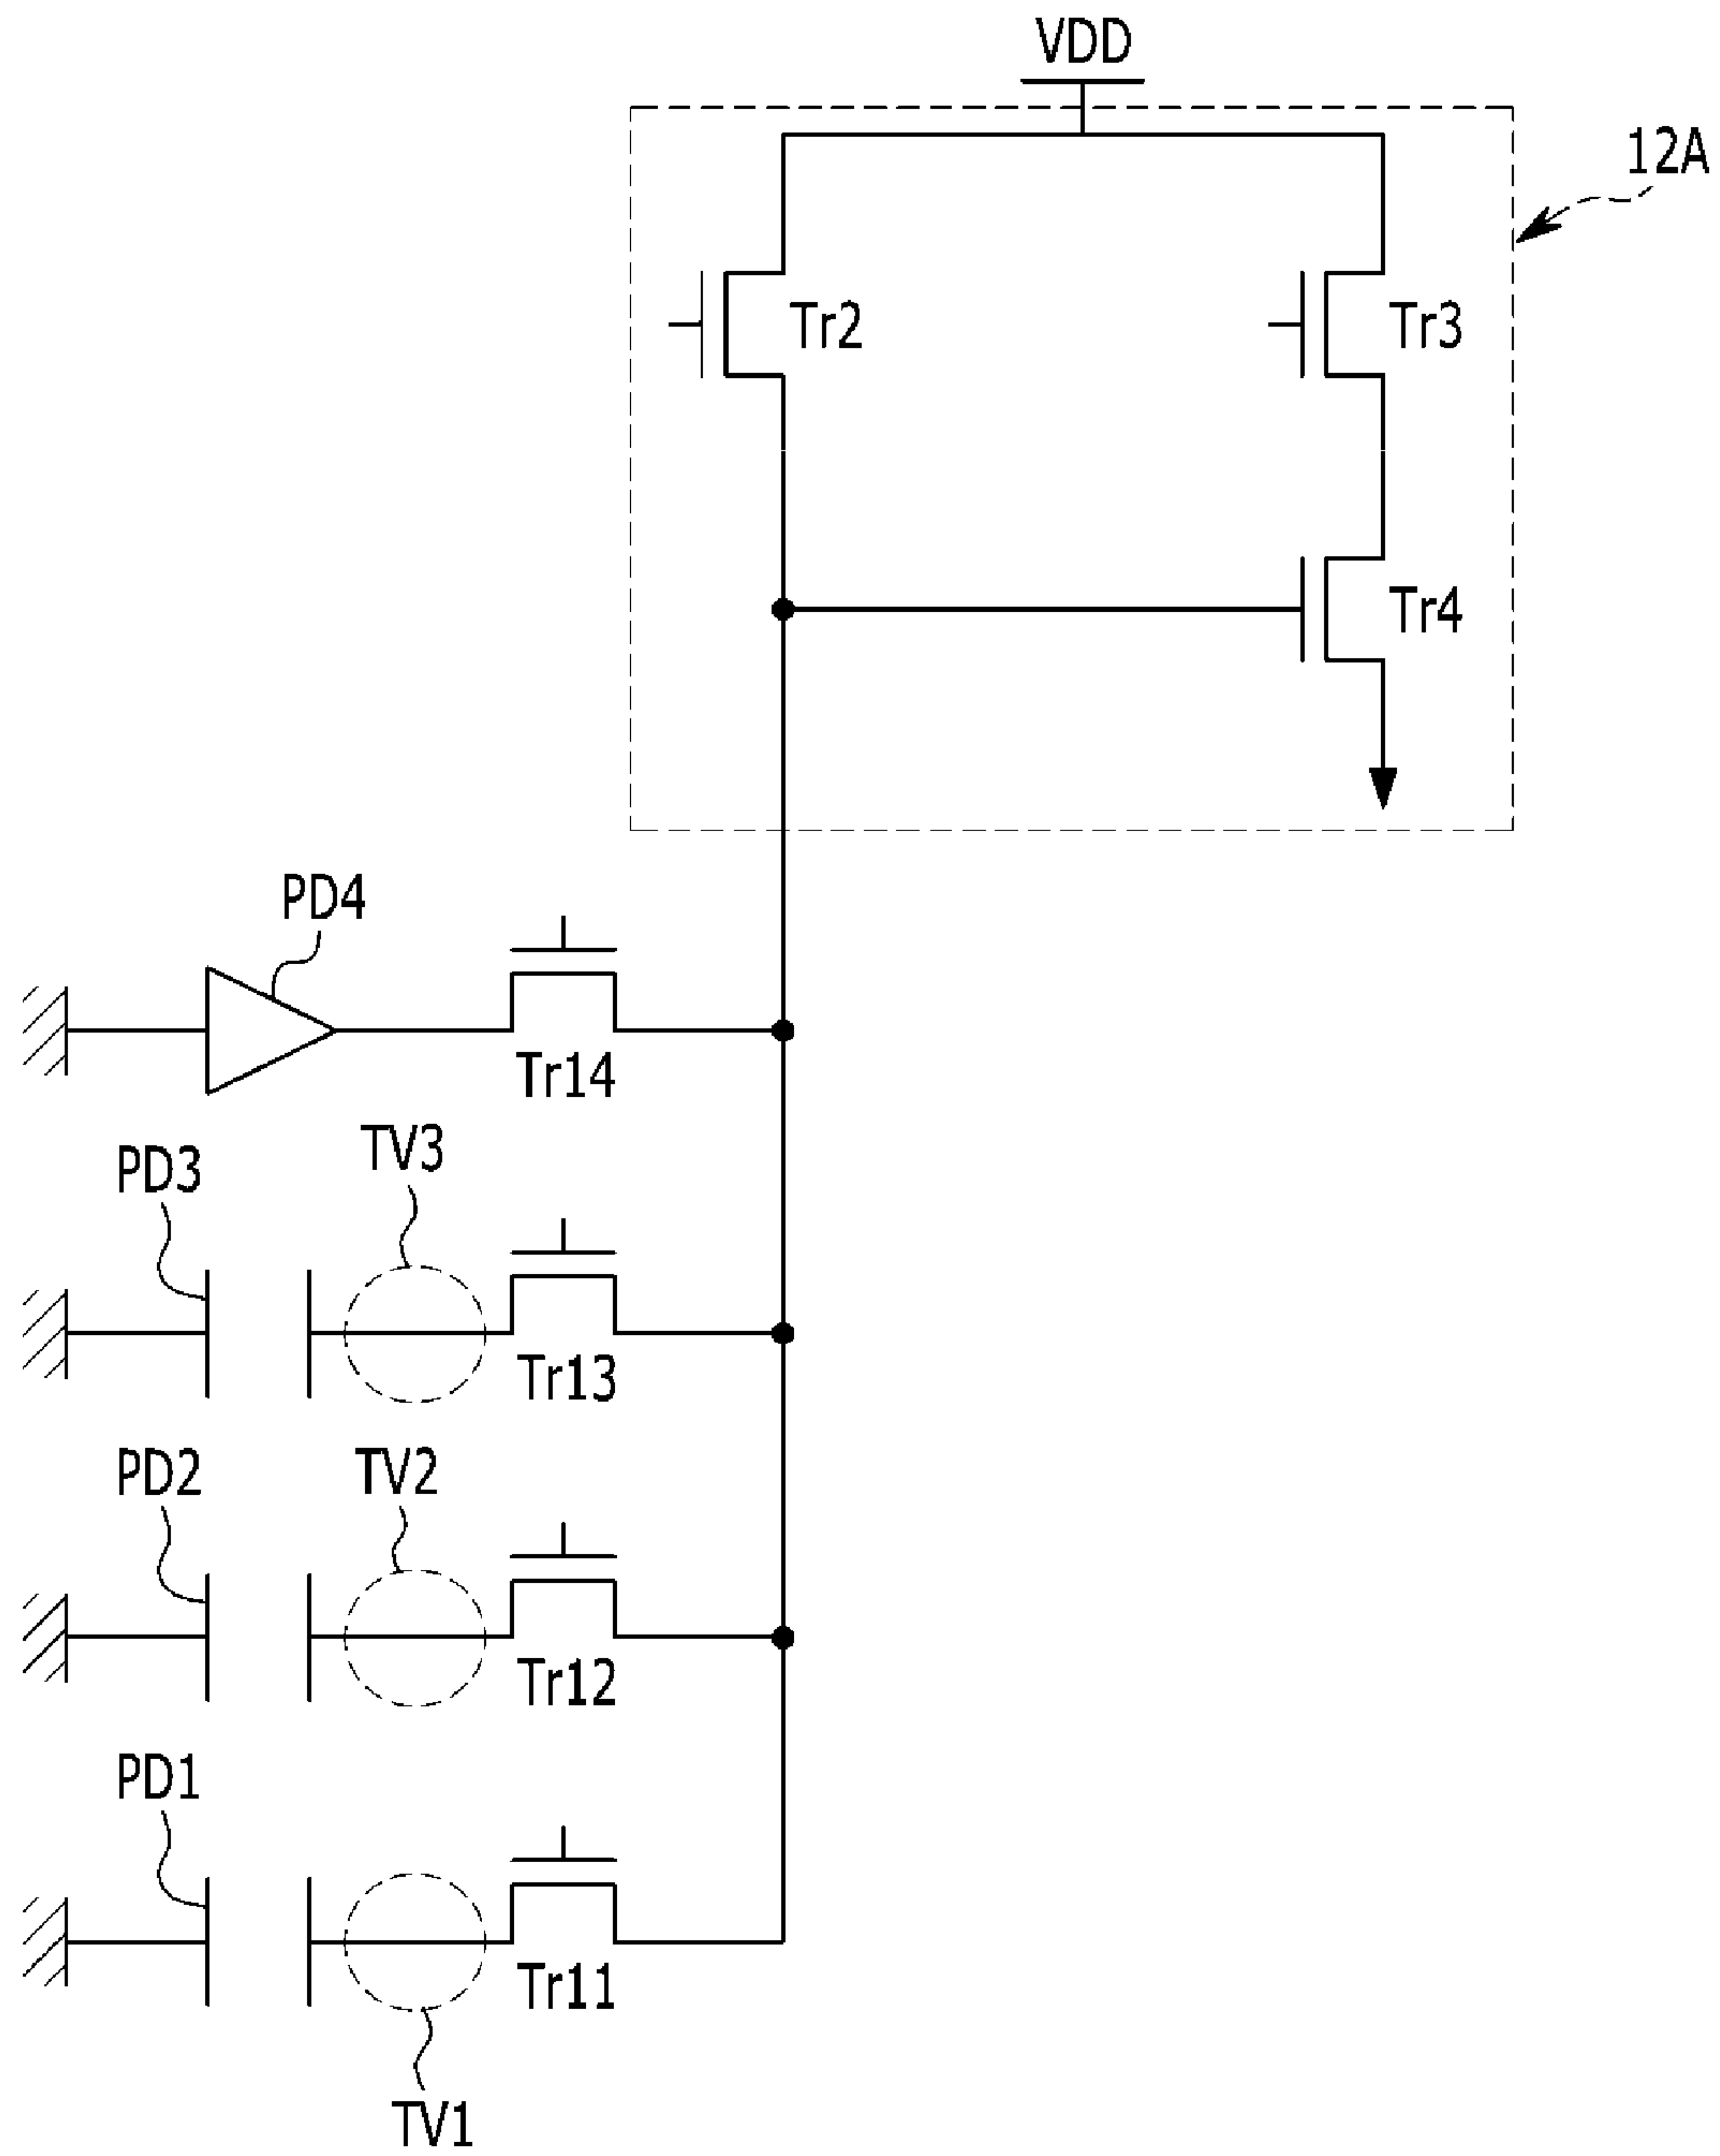 VDD
12A
Tr2
Tr3
Tr4
PD4
Tr14
TV3
PD3
Tr13
TV2
PD2
Tr12
PD1
Tr11
TV1